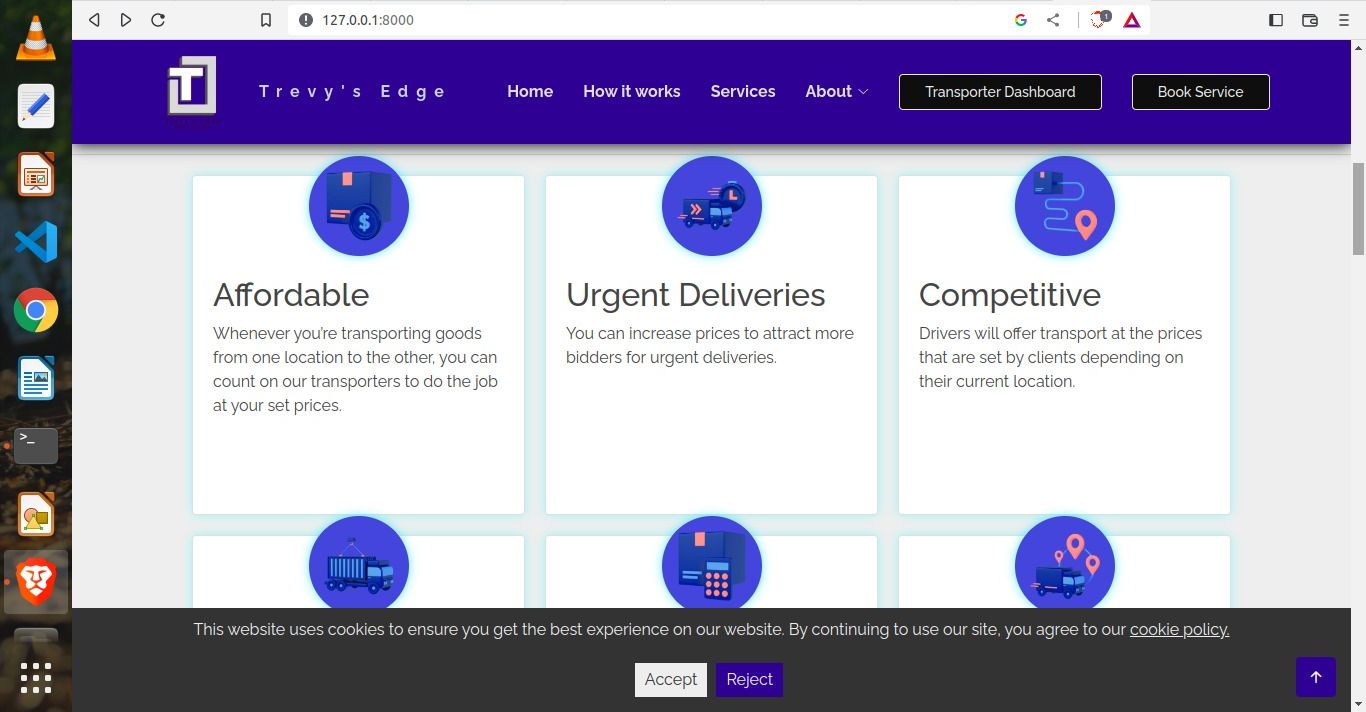 127.0.0.1:8000
1
T
Trevy's Edge
Home
How it works
Services
About
Transporter Dashboard
Book Service
Affordable
Whenever you're transporting goods
from one location to the other, you can
count on our transporters to do the job
at your set prices.
Urgent Deliveries
You can increase prices to attract more
bidders for urgent deliveries.
Competitive
Drivers will offer transport at the prices
that are set by clients depending on
their current location.
This website uses cookies to ensure you get the best experience on our website. By continuing to use our site, you agree to our cookie policy.
Accept
Reject